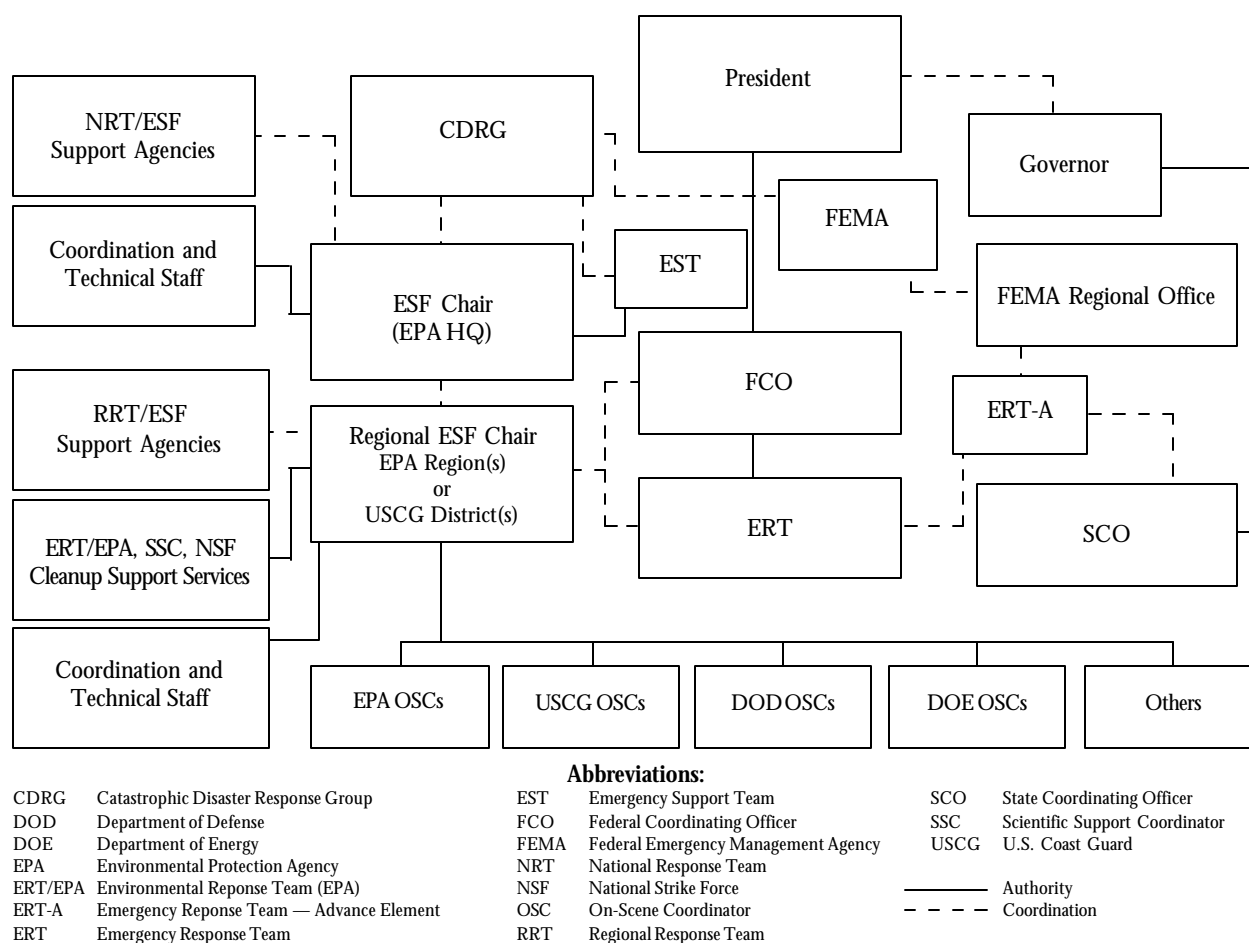 President
NRT/ESF
Support Agencies
CDRG
Governor
FEMA
Coordination and
Technical Staff
EST
ESF Chair
(EPA HQ)
FEMA Regional Office
FCO
RRT/ESF
Support Agencies
ERT-A
Regional ESF Chair
EPA Region(s)
or
USCG District(s)
ERT
SCO
ERT/EPA, SSC, NSF
Cleanup Support Services
Coordination and
Technical Staff
EPA OSCs
USCG OSCs
DOD OSCs
DOE OSCs
Others
Abbreviations:
CDRG Catastrophic Disaster Response Group
DOD Department of Defense
DOE Department of Energy
EPA Environmental Protection Agency
ERT/EPA Environmental Reponse Team (EPA)
ERT-A Emergency Reponse Team — Advance Element
ERT Emergency Response Team
EST Emergency Support Team
FCO Federal Coordinating Officer
FEMA Federal Emergency Management Agency
NRT National Response Team
NSF National Strike Force
OSC On-Scene Coordinator
RRT Regional Response Team
SCO State Coordinating Officer
SSC Scientific Support Coordinator
USCG U.S. Coast Guard
Authority
Coordination